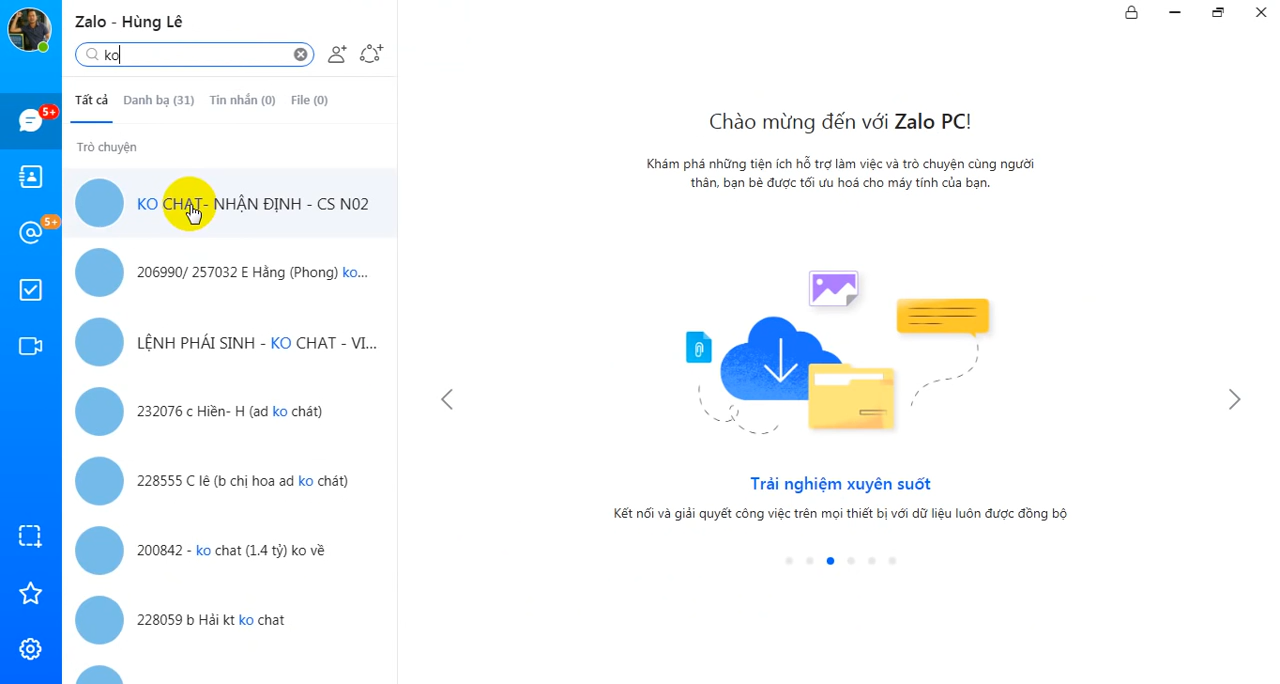 Zalo - Hùng Lê
ko
Tất cả Danh bạ (31) Tin nhắn (0) File (0)
5+
Trò chuyện
KO CHAT- NHẬN ĐỊNH - CS N02
5+
206990/ 257032 E Hằng (Phong) ko...
LỆNH PHÁI SINH - KO CHAT - VI...
232076 c Hiền- H (ad ko chát)
228555 C lê (b chị hoa ad ko chát)
200842 - ko chat (1.4 tỷ) ko về
228059 b Hải kt ko chat
Chào mừng đến với Zalo PC!
Khám phá những tiện ích hỗ trợ làm việc và trò chuyện cùng người
thân, bạn bè được tối ưu hoá cho máy tính của bạn.
Trải nghiệm xuyên suốt
Kết nối và giải quyết công việc trên mọi thiết bị với dữ liệu luôn được đồng bộ